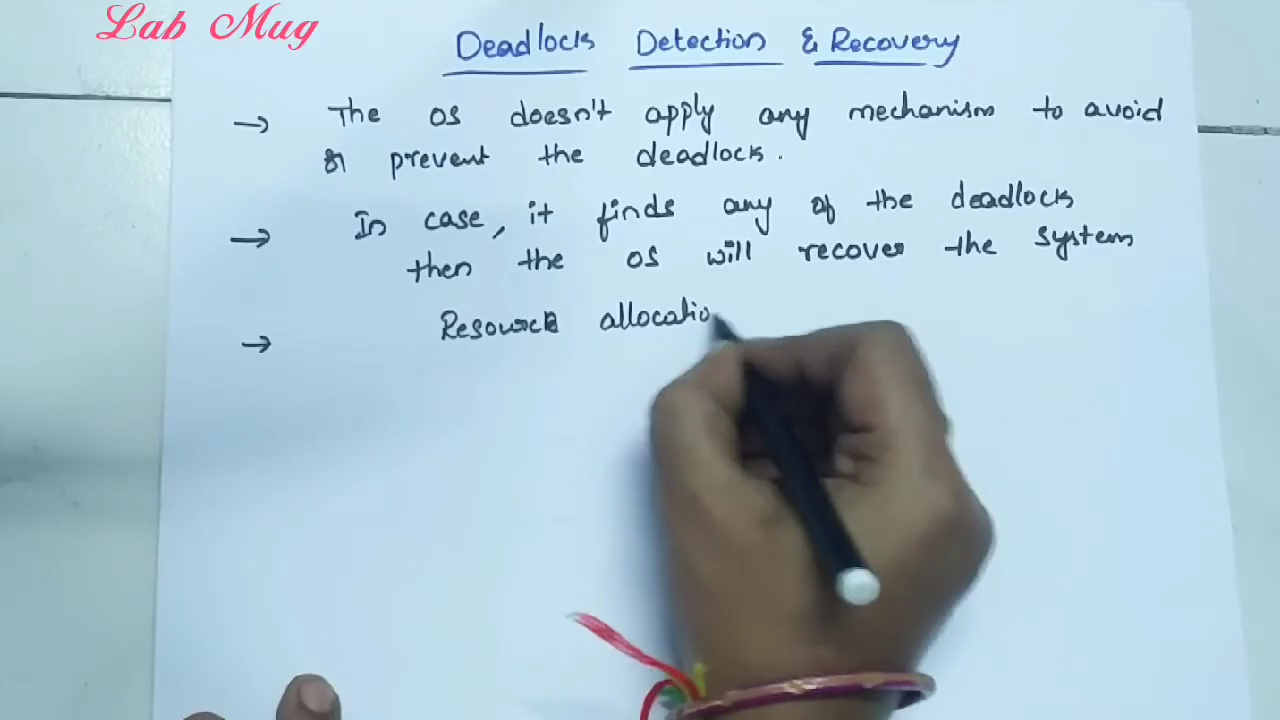 Lab Mug
Deadlocks Detection & Recovery
→ The OS doesn't apply any mechanism to avoid
or prevent the deadlock.
→ In case, it finds any of the deadlocks
then the OS will recover the system
→ Resource allocatio